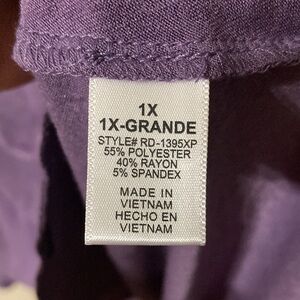 1X
1X-GRANDE
STYLE# RD-1395XP
55% POLYESTER
40% RAYON
5% SPANDEX
MADE IN
VIETNAM
HECHO EN
VIETNAM